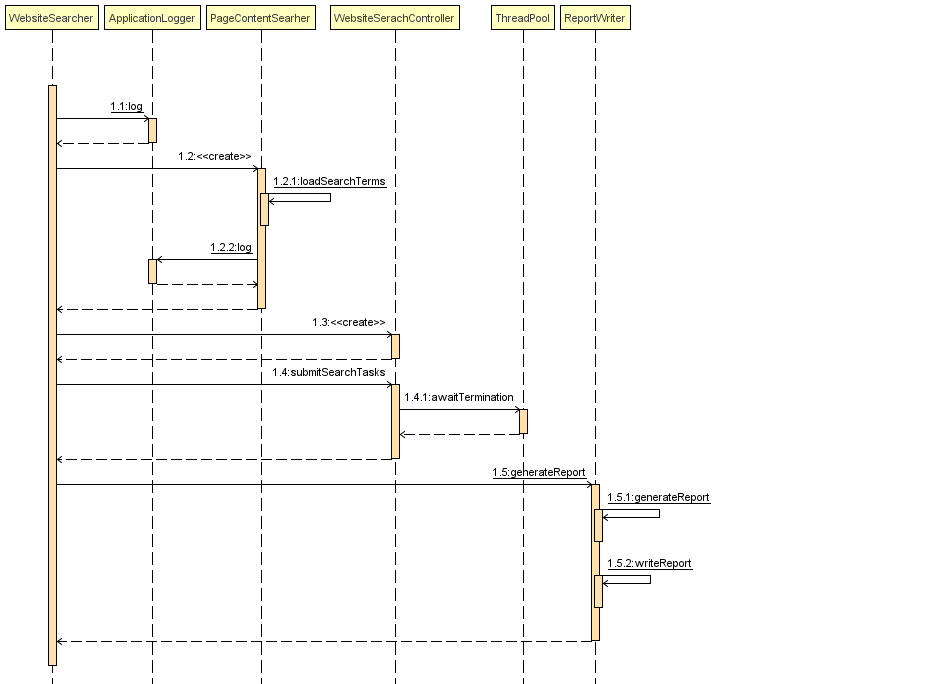 WebsiteSearcher
ApplicationLogger
PageContentSearher
WebsiteSerachController
ThreadPool
ReportWriter
1.1:log
1.2:<<create>>
1.2.1:loadSearchTerms
1.2.2:log
1.3:<<create>>
1.4:submitSearchTasks
1.4.1:awaitTermination
1.5:generateReport
1.5.1:generateReport
1.5.2:writeReport